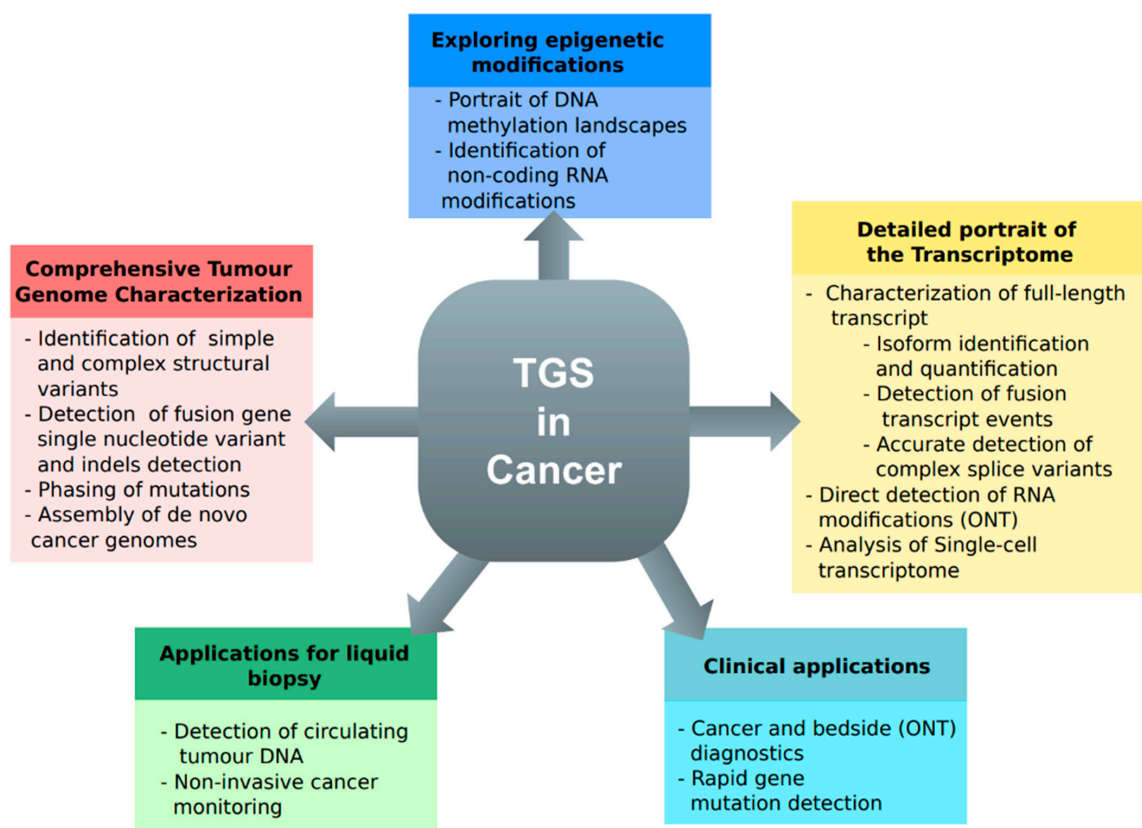 Exploring epigenetic
modifications
- Portrait of DNA
methylation landscapes
- Identification of
non-coding RNA
modifications
Comprehensive Tumour
Genome Characterization
- Identification of simple
and complex structural
variants
- Detection of fusion gene
single nucleotide variant
and indels detection
- Phasing of mutations
- Assembly of de novo
cancer genomes
TGS
in
Cancer
Detailed portrait of
the Transcriptome
- Characterization of full-length
transcript
- Isoform identification
and quantification
- Detection of fusion
transcript events
- Accurate detection of
complex splice variants
- Direct detection of RNA
modifications (ONT)
- Analysis of Single-cell
transcriptome
Applications for liquid
biopsy
- Detection of circulating
tumour DNA
- Non-invasive cancer
monitoring
Clinical applications
- Cancer and bedside (ONT)
diagnostics
- Rapid gene
mutation detection